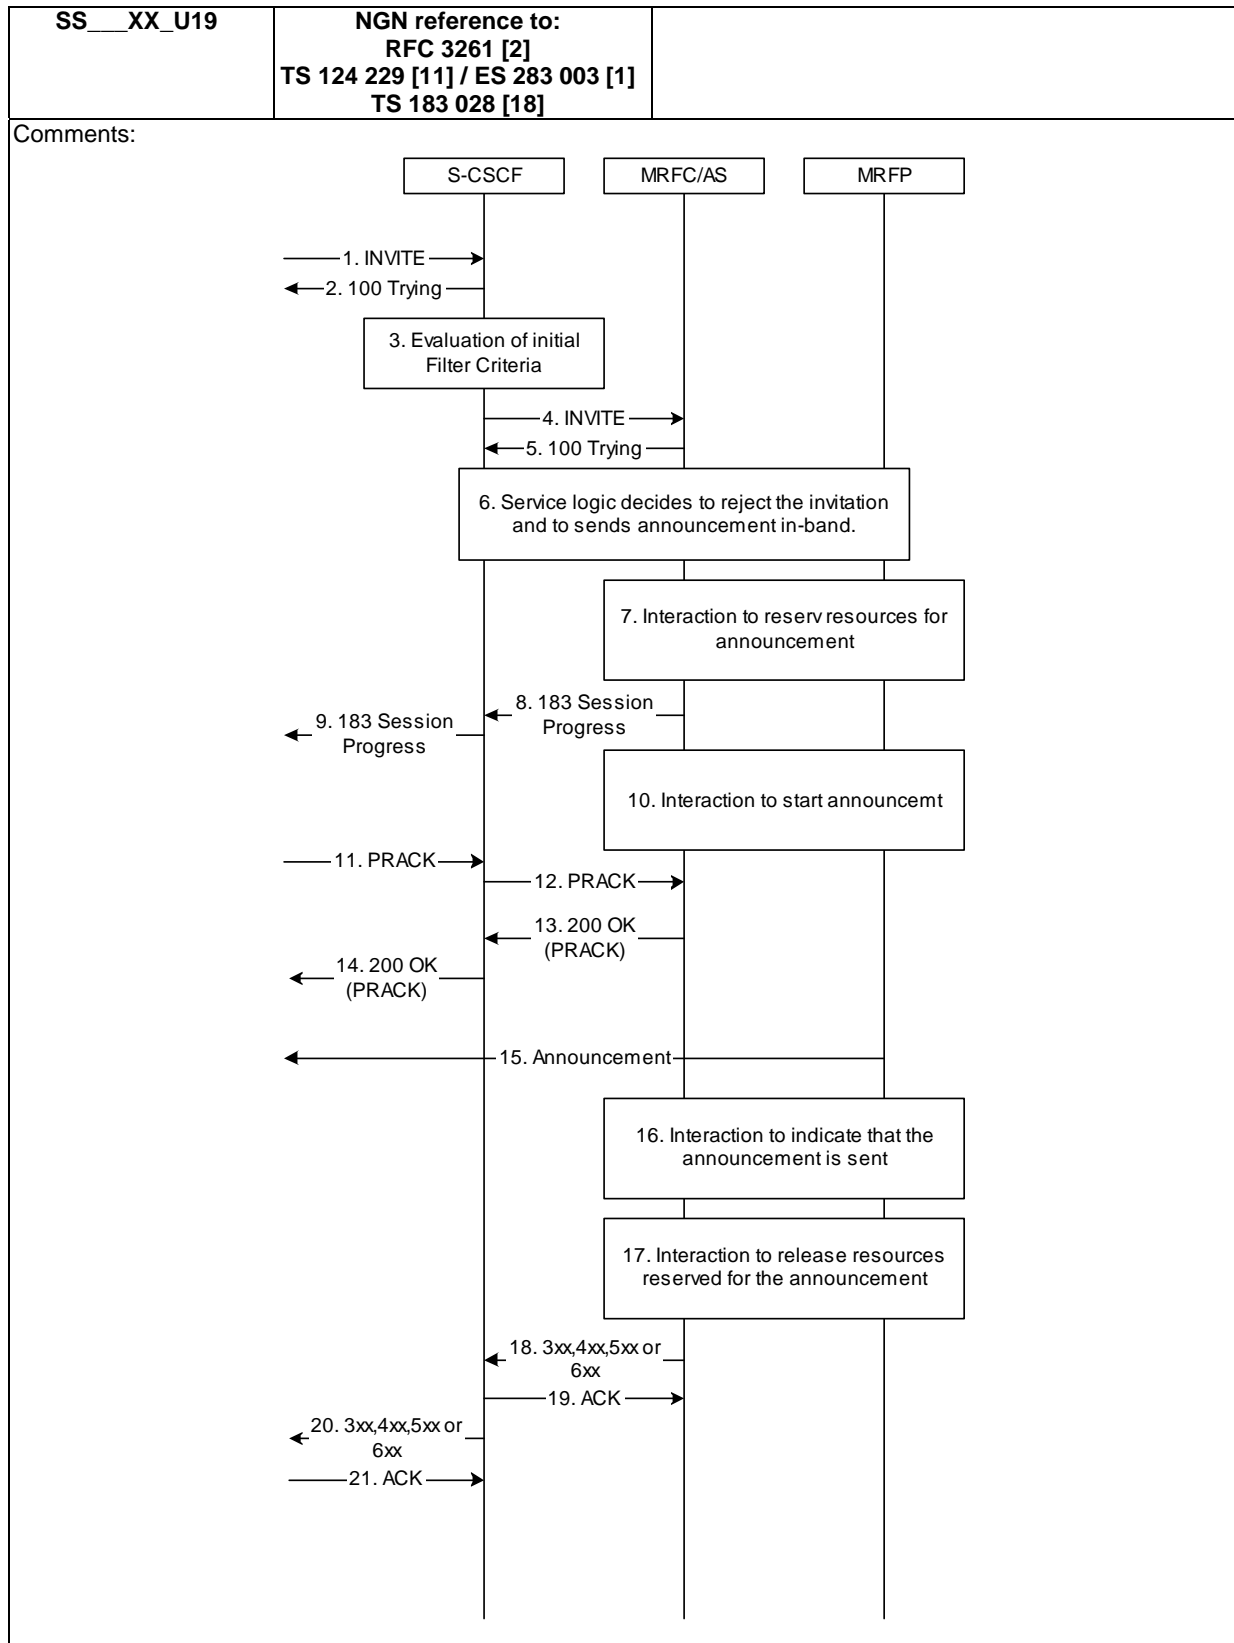 SS___XX_U19
NGN reference to:
RFC 3261 [2]
TS 124 229 [11] / ES 283 003 [1]
TS 183 028 [18]
Comments:
S-CSCF
MRFC/AS
MRFP
1. INVITE
2. 100 Trying
3. Evaluation of initial
Filter Criteria
4. INVITE
5. 100 Trying
6. Service logic decides to reject the invitation
and to sends announcement in-band.
7. Interaction to reserv resources for
announcement
8. 183 Session
Progress
9. 183 Session
Progress
10. Interaction to start announcemt
11. PRACK
12. PRACK
13. 200 OK
(PRACK)
14. 200 OK
(PRACK)
15. Announcement
16. Interaction to indicate that the
announcement is sent
17. Interaction to release resources
reserved for the announcement
18. 3xx,4xx,5xx or
6xx
19. ACK
20. 3xx,4xx,5xx or
6xx
21. ACK